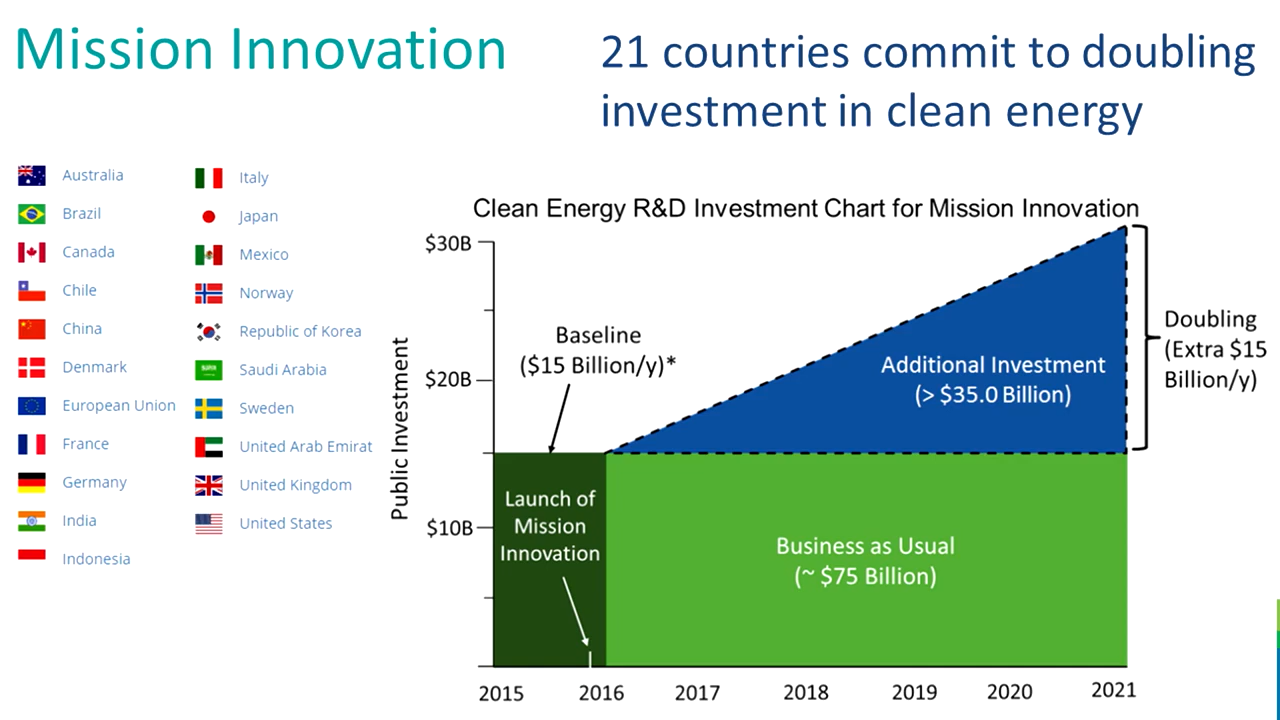 Mission Innovation
21 countries commit to doubling
investment in clean energy
Australia
Brazil
Canada
Chile
China
Denmark
European Union
France
Germany
India
Indonesia
Italy
Japan
Mexico
Norway
Republic of Korea
Saudi Arabia
Sweden
United Arab Emirat
United Kingdom
United States
Clean Energy R&D Investment Chart for Mission Innovation
Public Investment
$30B
$20B
$10B
Baseline
($15 Billion/y)*
Launch of
Mission
Innovation
Additional Investment
(> $35.0 Billion)
Business as Usual
(~ $75 Billion)
Doubling
(Extra $15
Billion/y)
2015 2016 2017 2018 2019 2020 2021